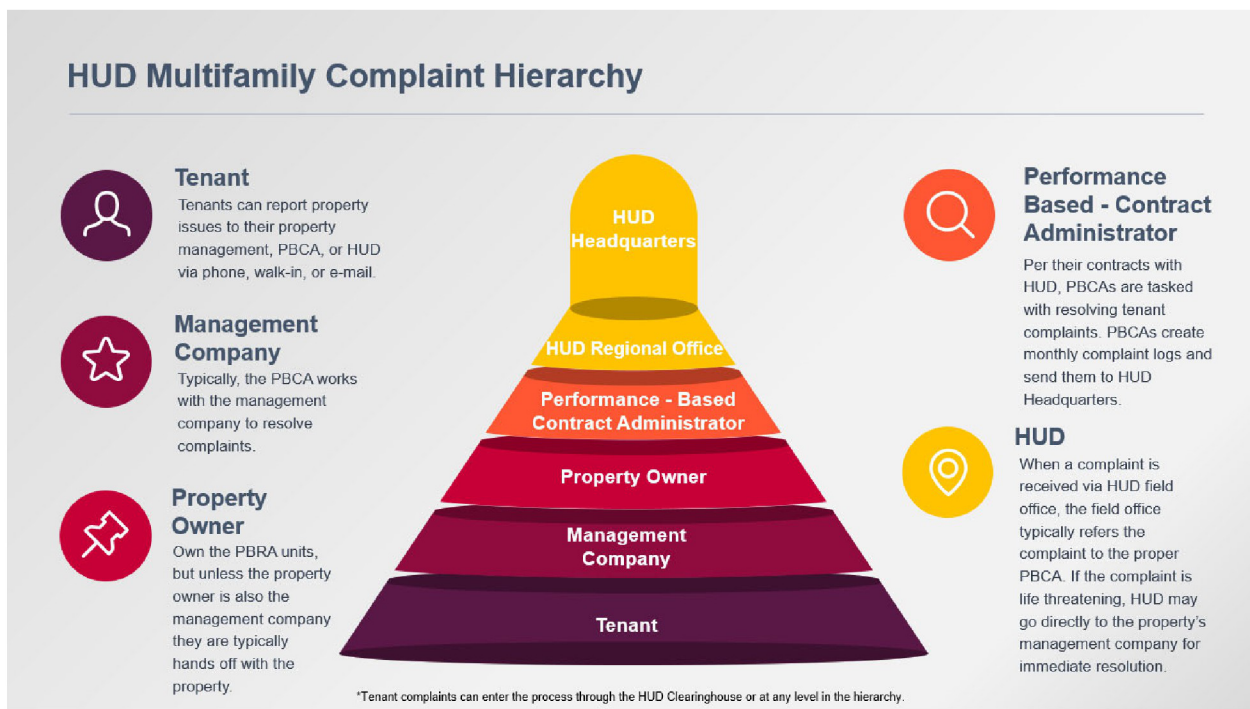 HUD Multifamily Complaint Hierarchy
Tenant
Tenants can report property
issues to their property
management, PBCA, or HUD
via phone, walk-in, or e-mail.
Management
Company
Typically, the PBCA works
with the management
company to resolve
complaints.
Property
Owner
Own the PBRA units,
but unless the property
owner is also the
management company
they are typically
hands off with the
property.
HUD
Headquarters
HUD Regional Office
Performance - Based
Contract Administrator
Property Owner
Management
Company
Tenant
Performance
Based - Contract
Administrator
Per their contracts with
HUD, PBCAs are tasked
with resolving tenant
complaints. PBCAs create
monthly complaint logs and
send them to HUD
Headquarters.
HUD
When a complaint is
received via HUD field
office, the field office
typically refers the
complaint to the proper
PBCA. If the complaint is
life threatening, HUD may
go directly to the property's
management company for
immediate resolution.
*Tenant complaints can enter the process through the HUD Clearinghouse or at any level in the hierarchy.